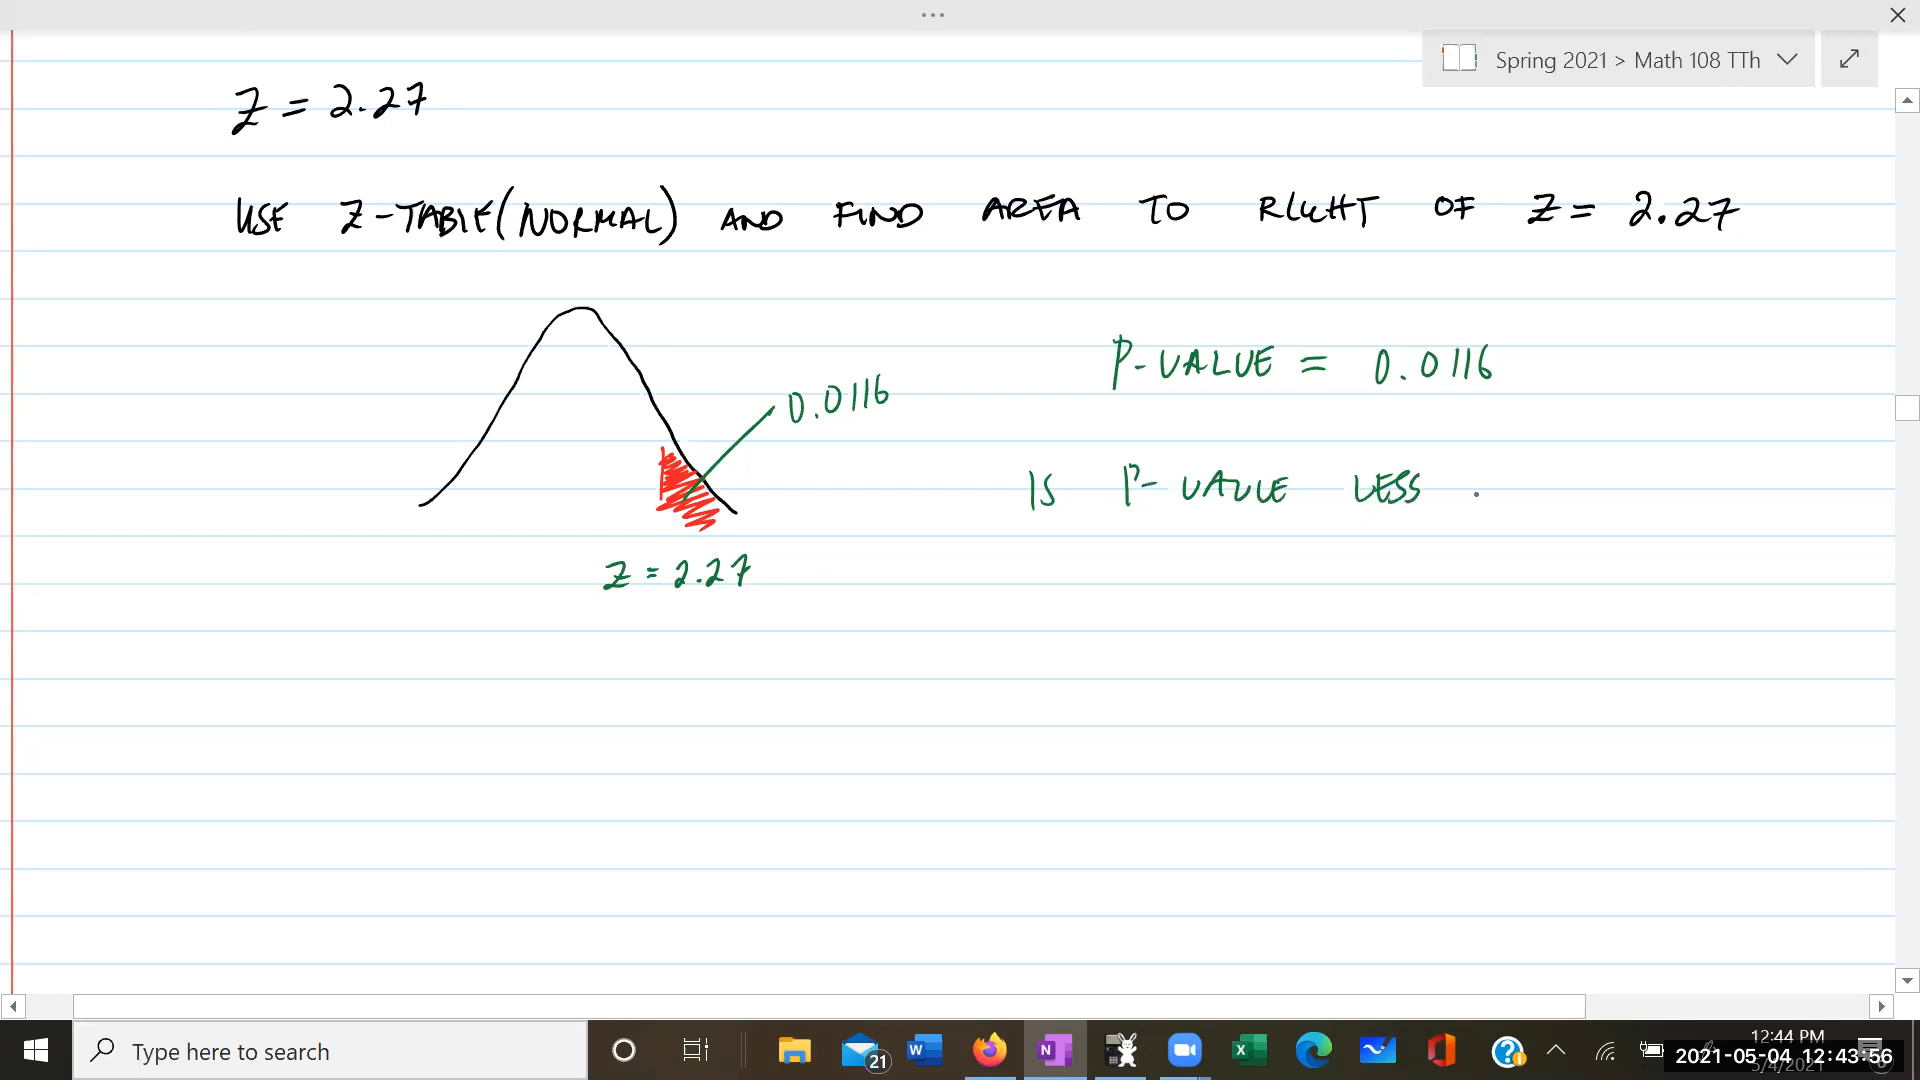 Spring 2021 > Math 108 TTh
Z = 2.27
USE Z-TABLE(NORMAL) AND FIND AREA TO RIGHT OF Z = 2.27
0.0116
P-VALUE = 0.0116
IS P-VALUE LESS
Z = 2.27
Type here to search
21
12:44 PM
2021-05-04 12:43:56